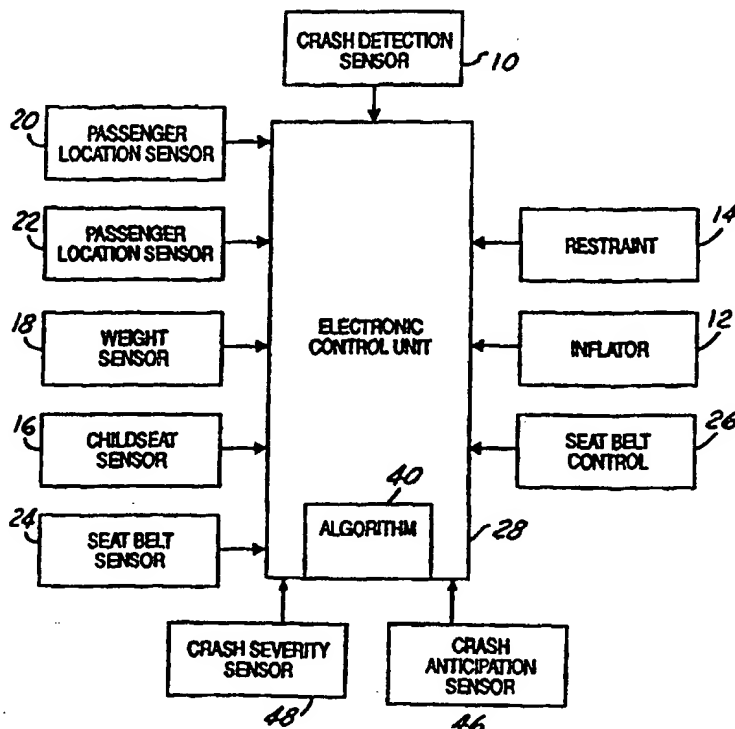 CRASH DETECTION
SENSOR
10
20
PASSENGER
LOCATION SENSOR
22
PASSENGER
LOCATION SENSOR
18
WEIGHT
SENSOR
16
CHILDSEAT
SENSOR
24
SEAT BELT
SENSOR
ELECTRONIC
CONTROL UNIT
40
ALGORITHM
28
14
RESTRAINT
12
INFLATOR
26
SEAT BELT
CONTROL
CRASH SEVERITY
SENSOR
48
CRASH
ANTICIPATION
SENSOR
46